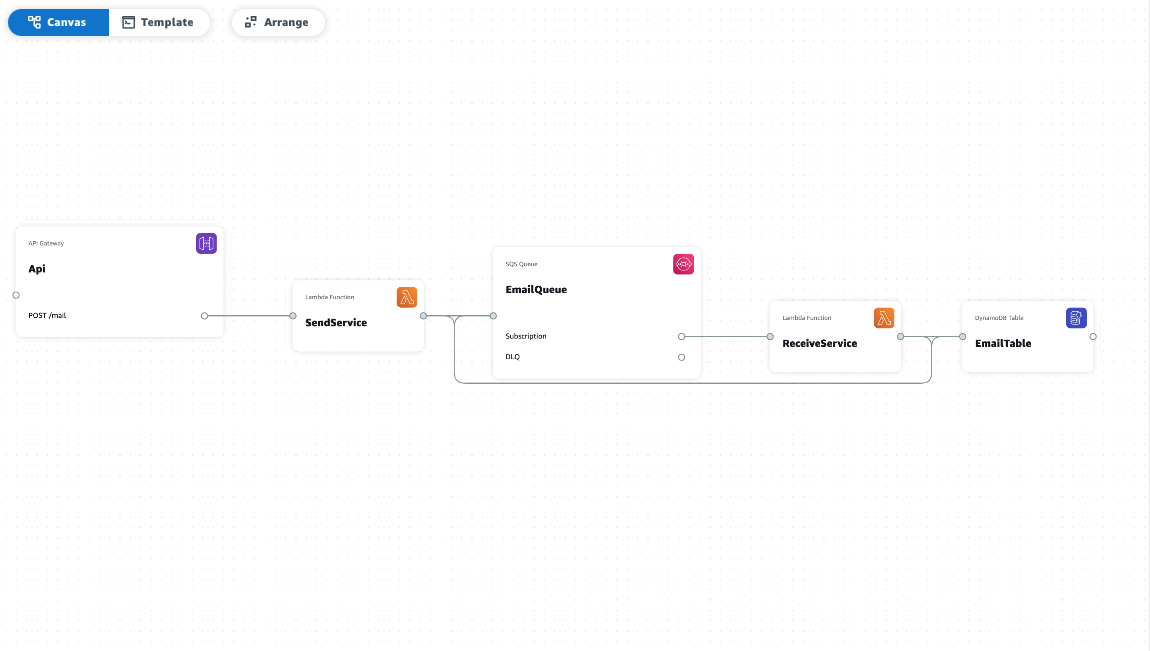 Canvas
Template
Arrange
API Gateway
Api
POST /mail
Lambda Function
SendService
SQS Queue
EmailQueue
Subscription
DLQ
Lambda Function
ReceiveService
DynamoDB Table
EmailTable